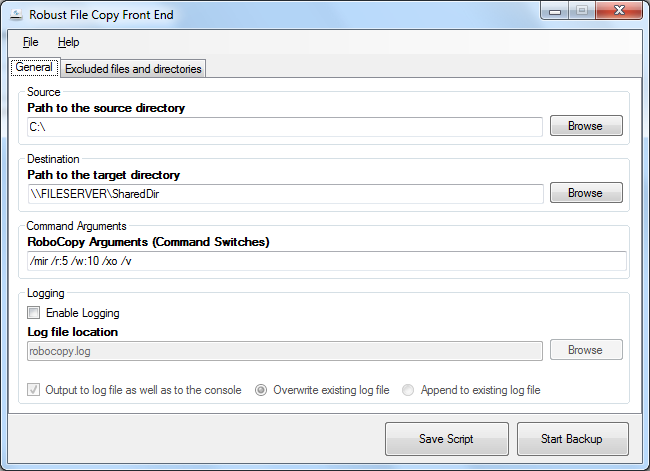 Robust File Copy Front End
File Help
General Excluded files and directories
Source
Path to the source directory
C:\ Browse
Destination
Path to the target directory
\\FILESERVER\SharedDir Browse
Command Arguments
RoboCopy Arguments (Command Switches)
/mir /r:5 /w:10 /xo /v
Logging
Enable Logging
Log file location
robocopy.log Browse
Output to log file as well as to the console Overwrite existing log file Append to existing log file
Save Script Start Backup